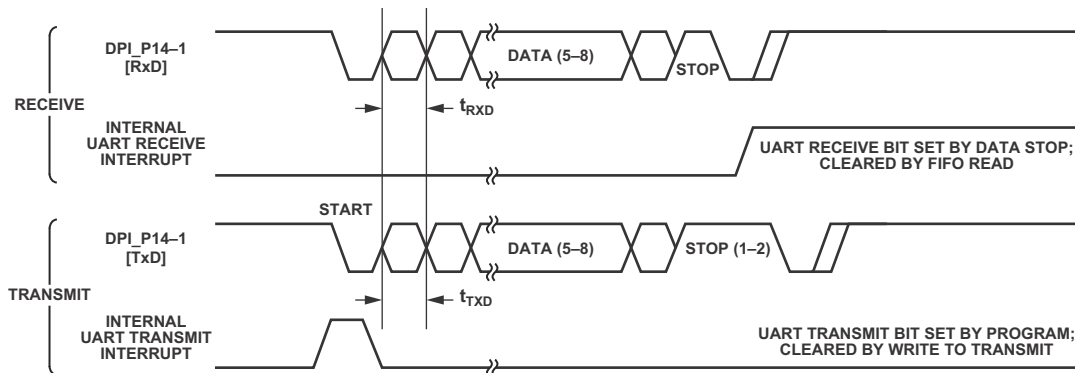 DPI_P14–1
[RxD]
DATA (5–8)
STOP
RECEIVE
tRXD
INTERNAL
UART RECEIVE
INTERRUPT
UART RECEIVE BIT SET BY DATA STOP;
CLEARED BY FIFO READ
START
DPI_P14–1
[TxD]
DATA (5–8)
STOP (1–2)
TRANSMIT
tTXD
INTERNAL
UART TRANSMIT
INTERRUPT
UART TRANSMIT BIT SET BY PROGRAM;
CLEARED BY WRITE TO TRANSMIT